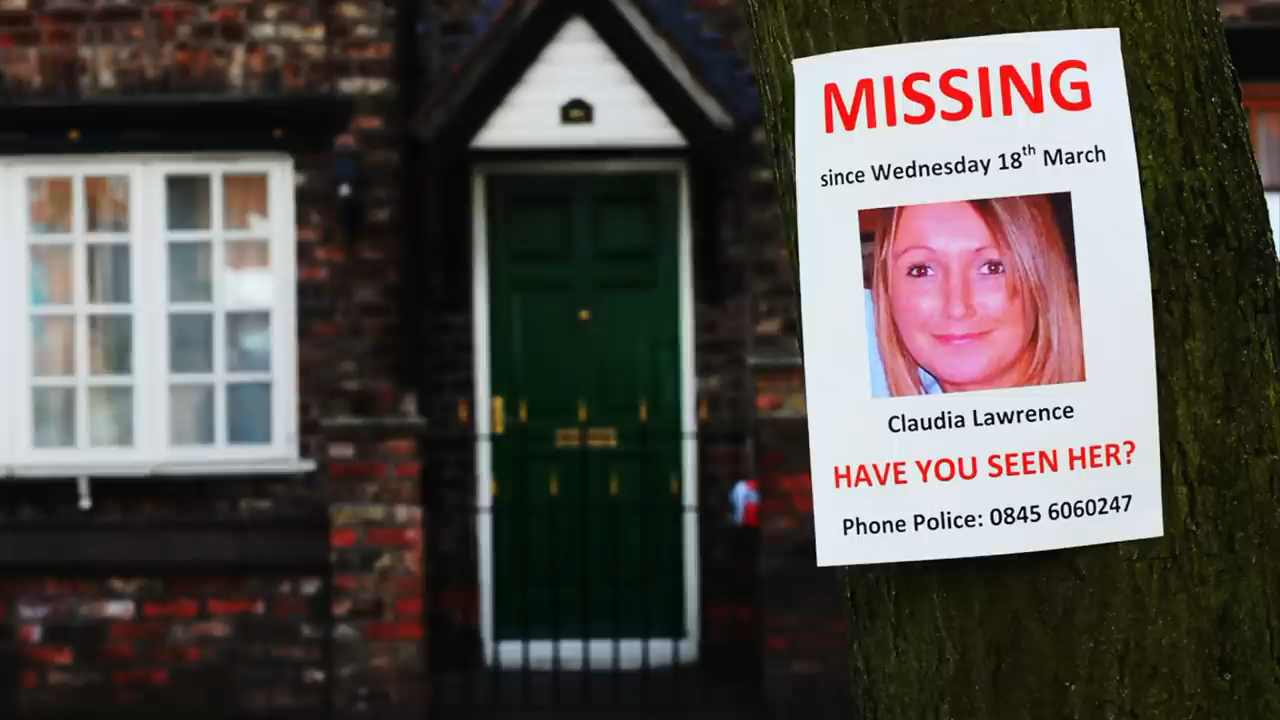 MISSING
since Wednesday 18th March
Claudia Lawrence
HAVE YOU SEEN HER?
Phone Police: 0845 6060247